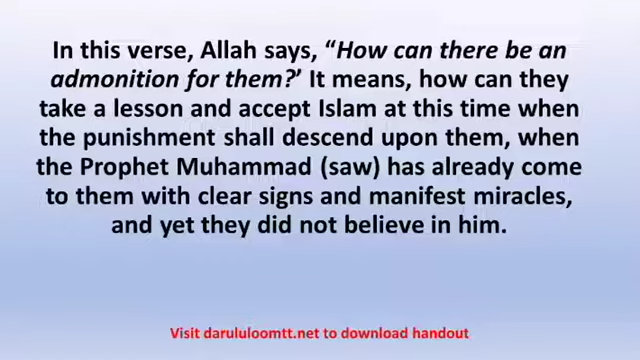 In this verse, Allah says, “How can there be an
admonition for them?’ It means, how can they
take a lesson and accept Islam at this time when
the punishment shall descend upon them, when
the Prophet Muhammad (saw) has already come
to them with clear signs and manifest miracles,
and yet they did not believe in him.
Visit darululoomtt.net to download handout